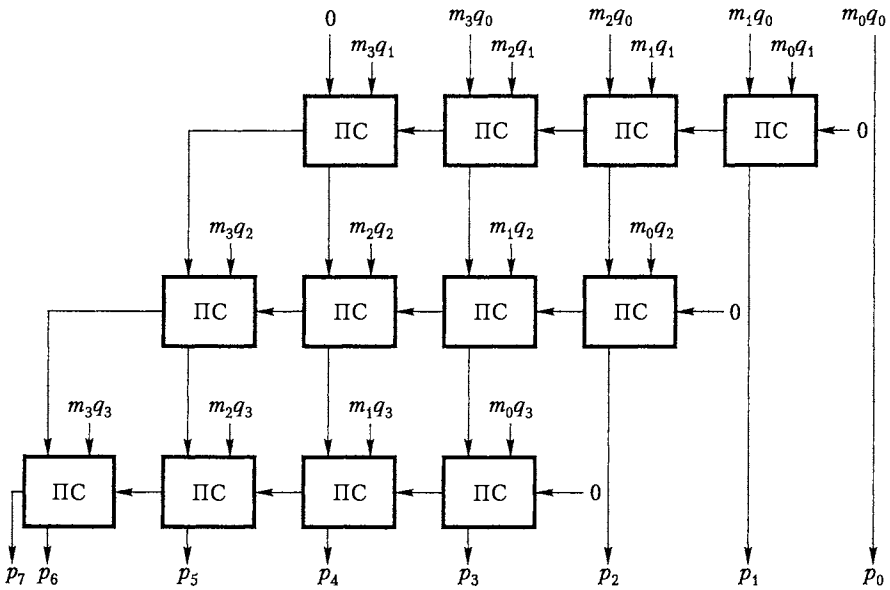 0 m₃q₁ m₃q₀ m₂q₁ m₂q₀ m₁q₁ m₁q₀ m₀q₁ m₀q₀
ПС ПС ПС ПС 0
m₃q₂ m₂q₂ m₁q₂ m₀q₂
ПС ПС ПС ПС 0
m₃q₃ m₂q₃ m₁q₃ m₀q₃
ПС ПС ПС ПС 0
p₇ p₆ p₅ p₄ p₃ p₂ p₁ p₀